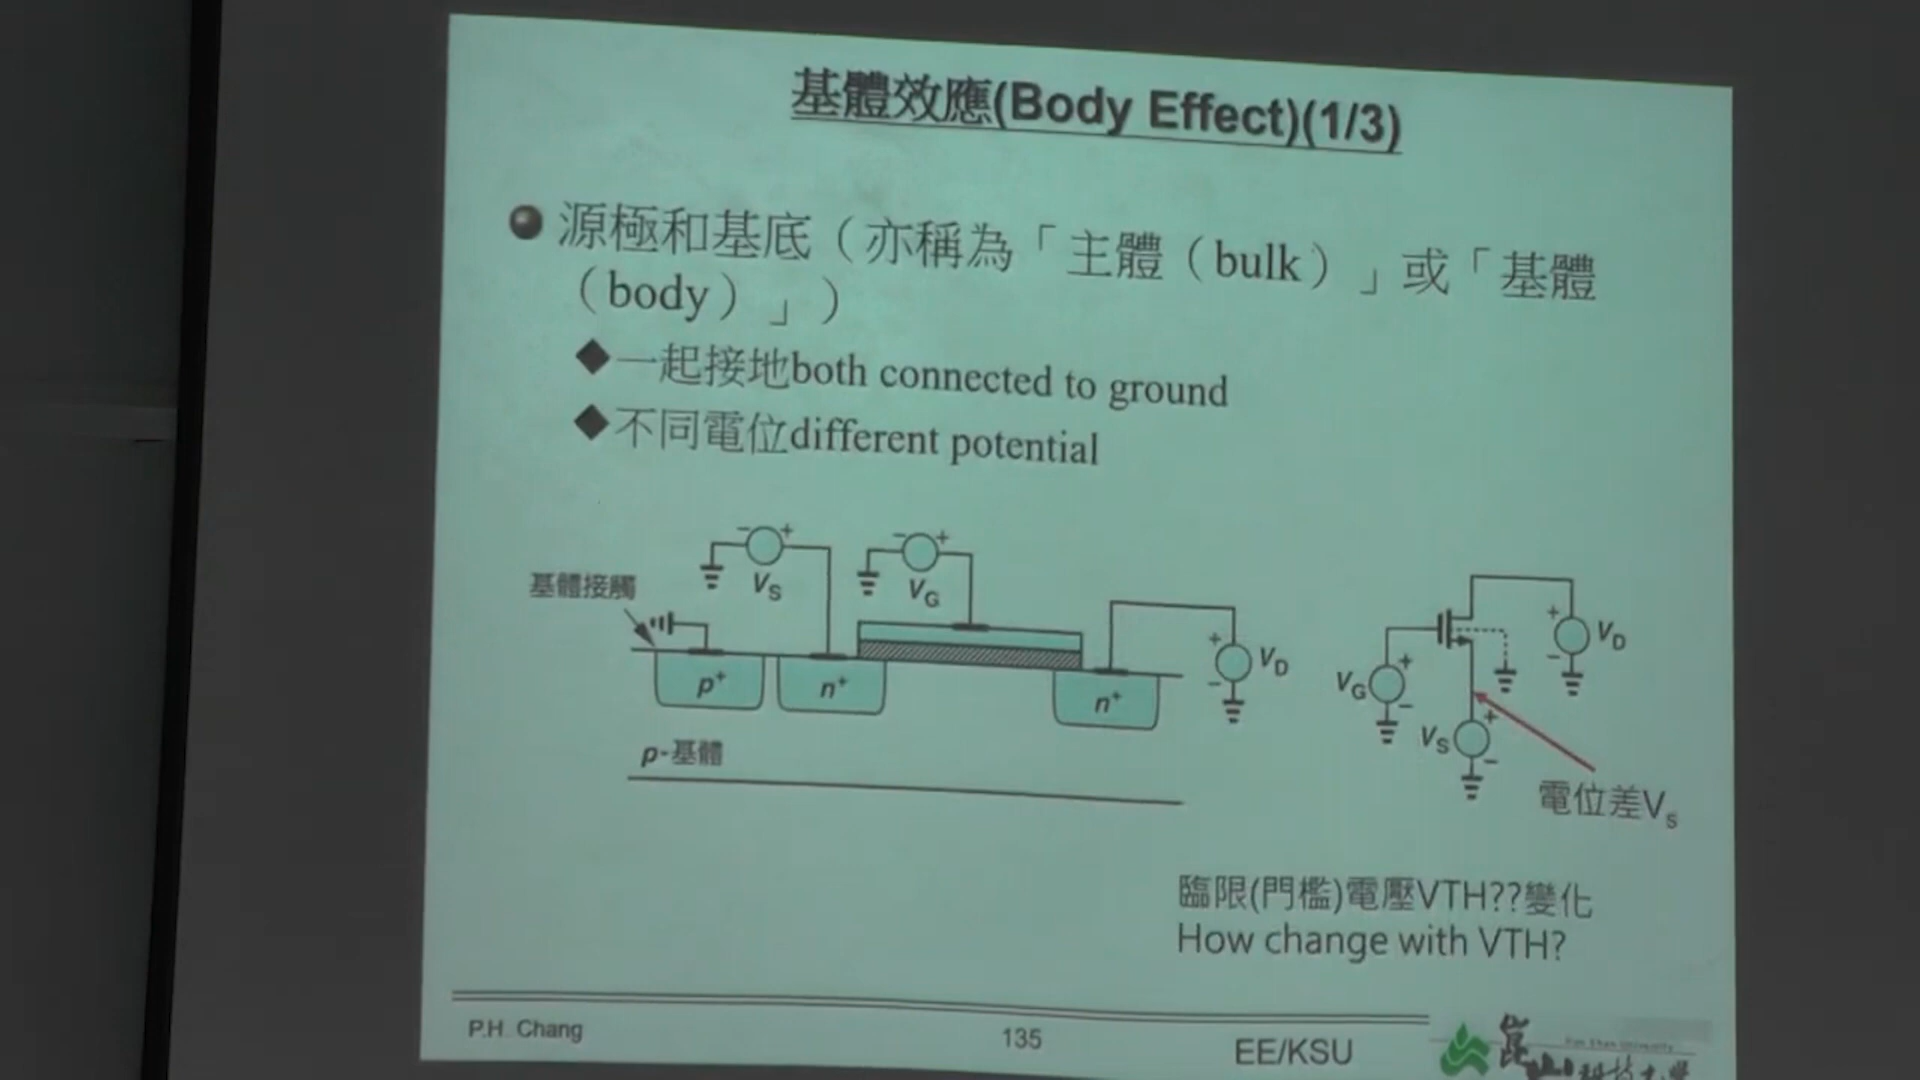 基體效應(Body Effect)(1/3)
源極和基底（亦稱為「主體（bulk）」或「基體
（body）」）
一起接地both connected to ground
不同電位different potential
基體接觸
VS
VG
VD
p+
n+
n+
p-基體
VG
VS
VD
電位差Vs
臨限(門檻)電壓VTH??變化
How change with VTH?
P.H. Chang
135
EE/KSU